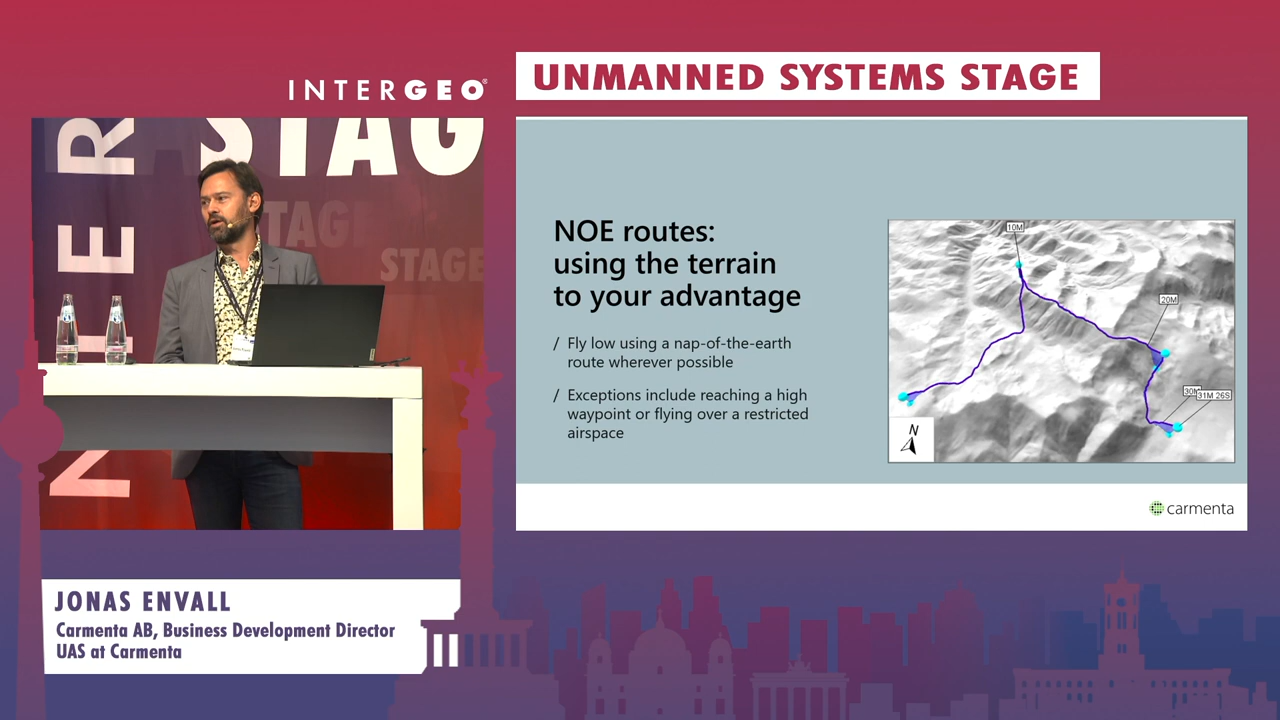 INTERGEO®
UNMANNED SYSTEMS STAGE
STAG
INTER
STAGE
STAGE
NOE routes:
using the terrain
to your advantage
/ Fly low using a nap-of-the-earth
route wherever possible
/ Exceptions include reaching a high
waypoint or flying over a restricted
airspace
10M
20M
30M
31M 26S
N
carmenta
JONAS ENVALL
Carmenta AB, Business Development Director
UAS at Carmenta